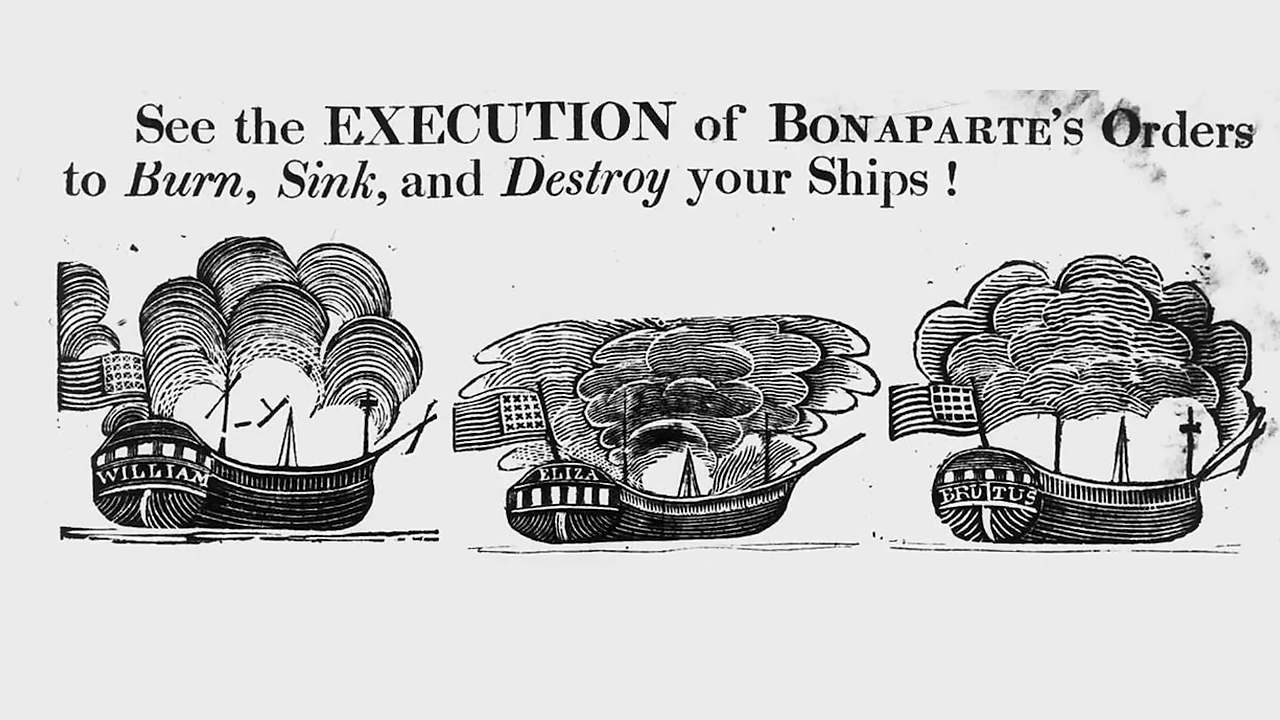 See the EXECUTION of BONAPARTE'S Orders
to Burn, Sink, and Destroy your Ships !
WILLIAM
ELIZA
BRUTUS